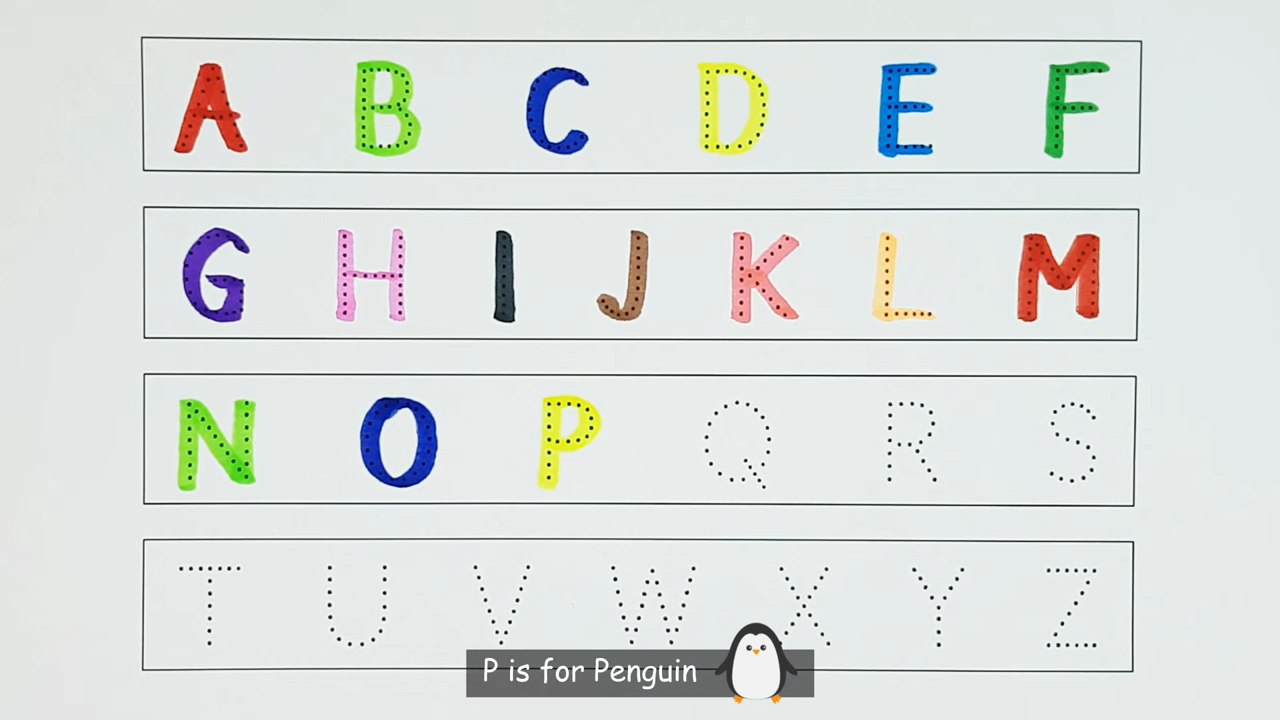 A B C D E F
G H I J K L M
N O P Q R S
T U V W X Y Z
P is for Penguin